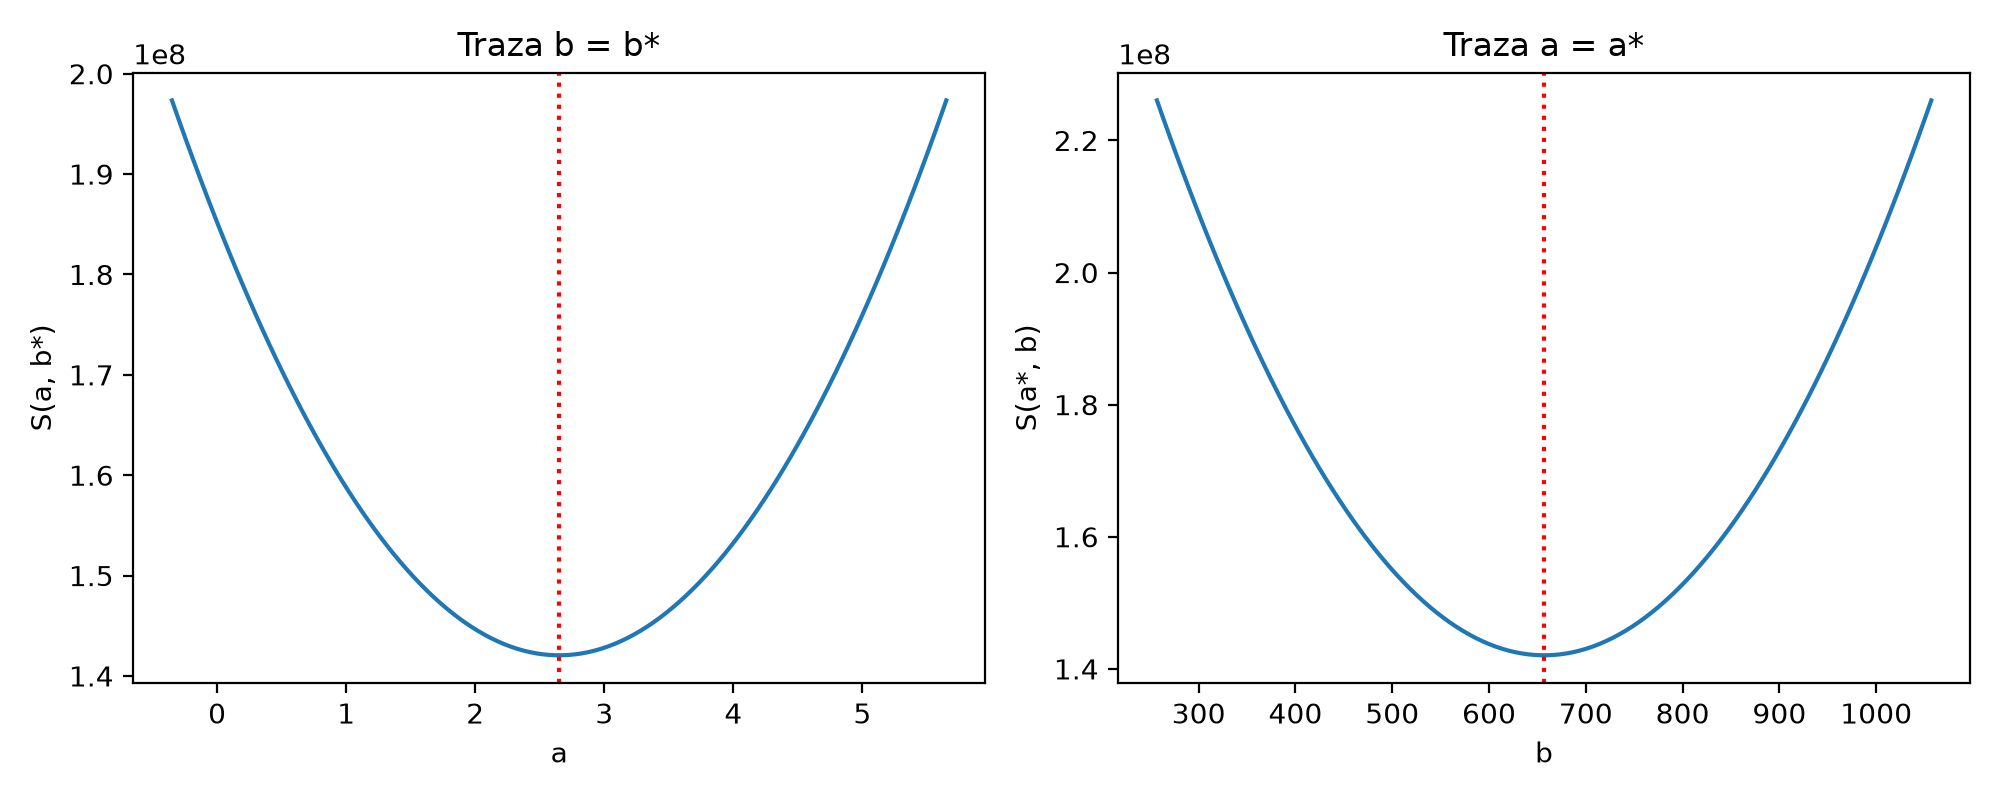 Traza b = b*
1e8
2.0
1.9
1.8
1.7
1.6
1.5
1.4
S(a, b*)
0 1 2 3 4 5
a
Traza a = a*
1e8
2.2
2.0
1.8
1.6
1.4
S(a*, b)
300 400 500 600 700 800 900 1000
b